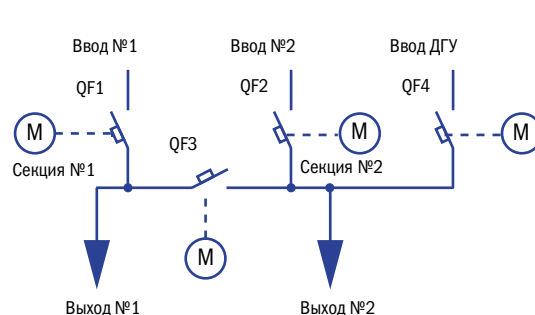 Ввод №1
Ввод №2
Ввод ДГУ
QF1
QF2
QF4
M
M
M
QF3
Секция №1
Секция №2
M
Выход №1
Выход №2